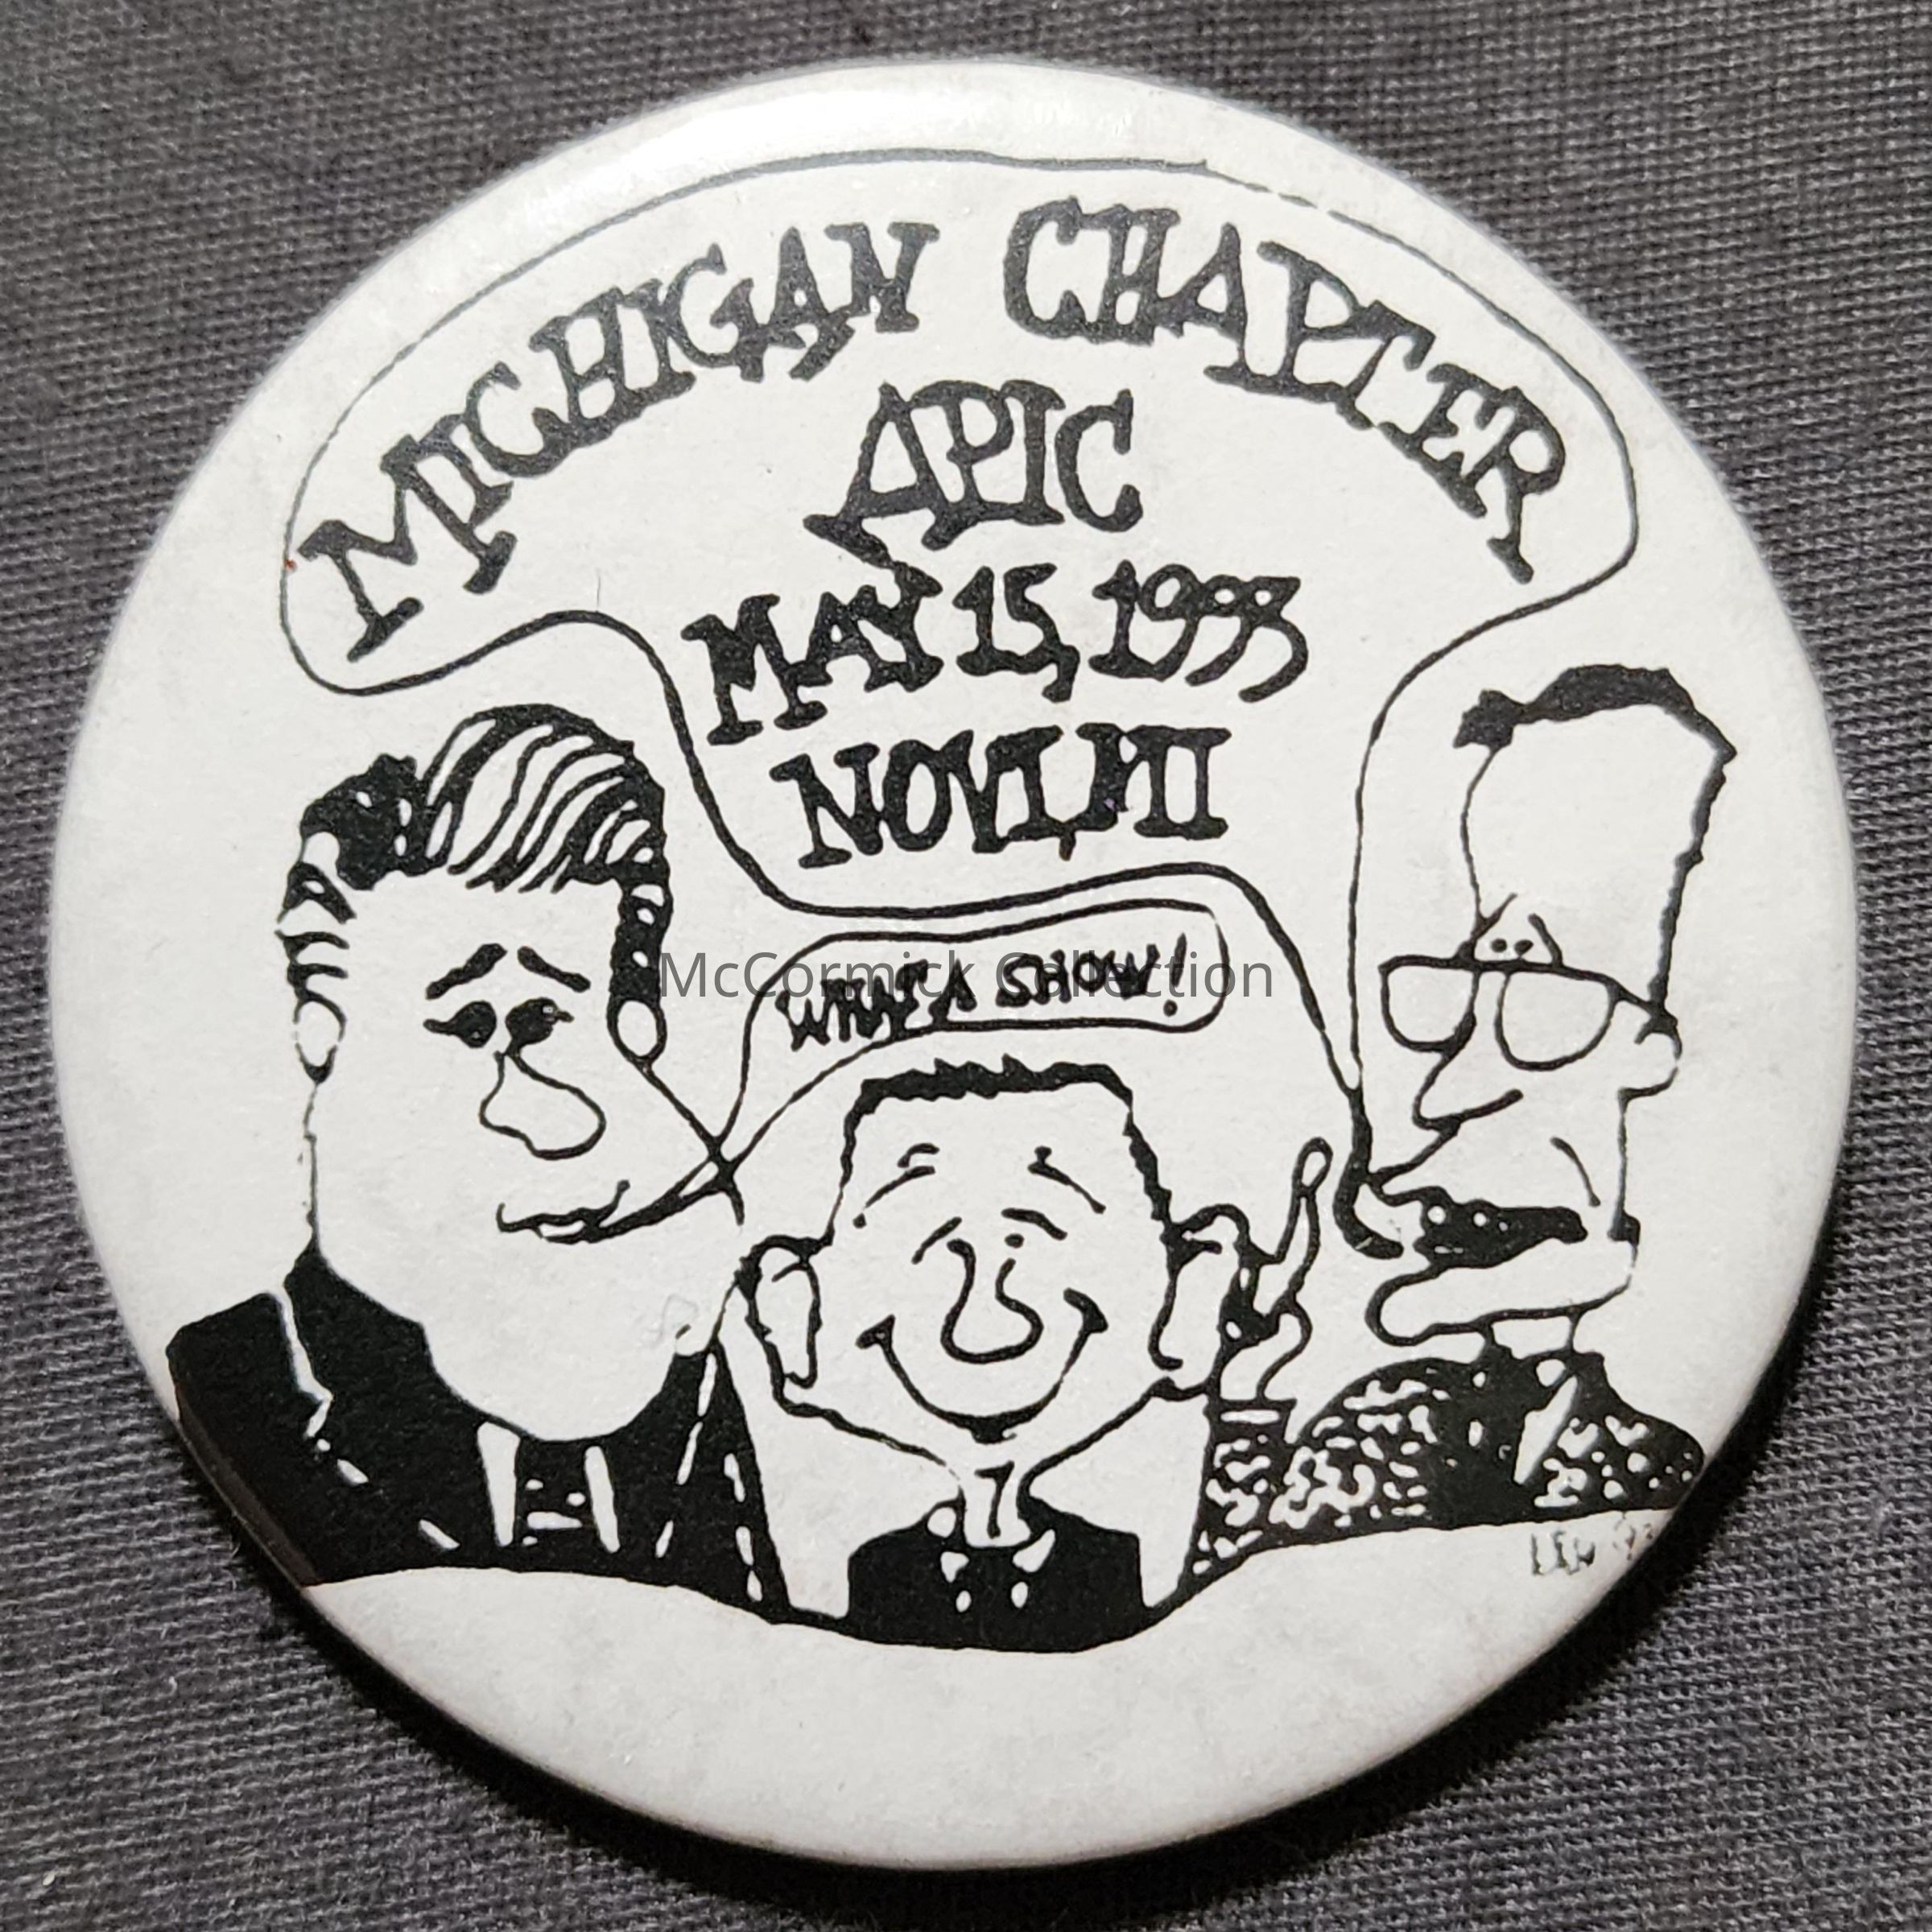 MICHIGAN CHAPTER
APIC
MAY 15, 1993
NOVI, MI
WHAT A SHOW!
McCormick Collection